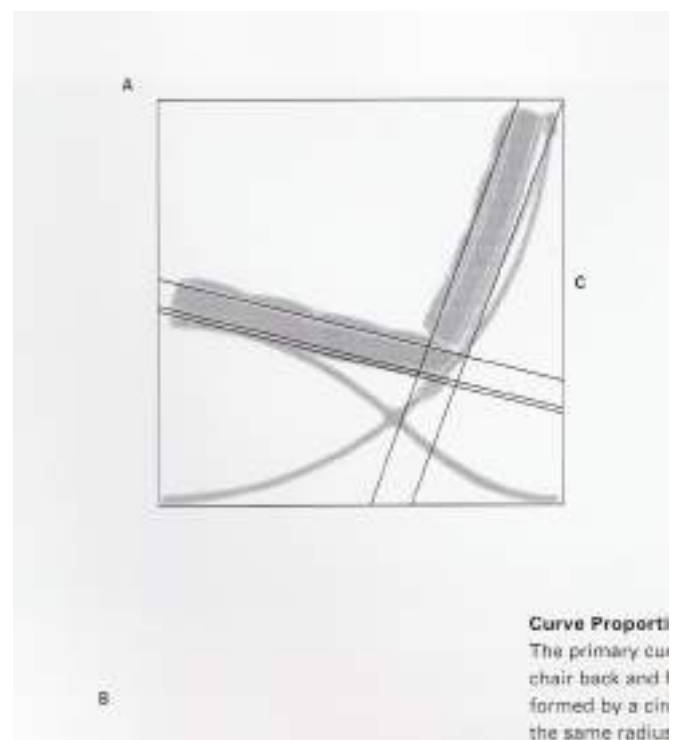 A
C
Curve Proporti
The primary cur
chair back and
B
formed by a cir
the same radius